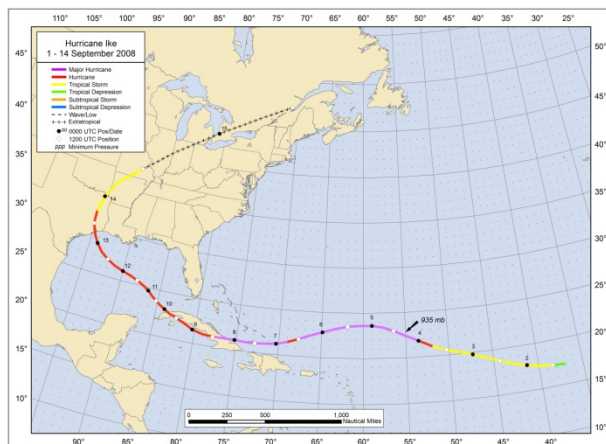 110° 105° 100° 95° 90° 85° 80° 75° 70° 65° 60° 55° 50° 45° 40° 35° 30° 25°
Hurricane Ike
1 - 14 September 2008
Major Hurricane
Hurricane
Tropical Storm
Tropical Depression
Subtropical Storm
Subtropical Depression
Wave/Low
Extratropical
00 0000 UTC Pos/Date
1200 UTC Position
PPP Minimum Pressure
45°
40°
35°
30°
25°
20°
15°
10°
45°
40°
35°
30°
25°
20°
15°
10°
15
14
13
12
11
10
9
8
7
6
5
4
3
2
935 mb
0 250 500 1,000
Nautical Miles
90° 85° 80° 75° 70° 65° 60° 55° 50° 45° 40°